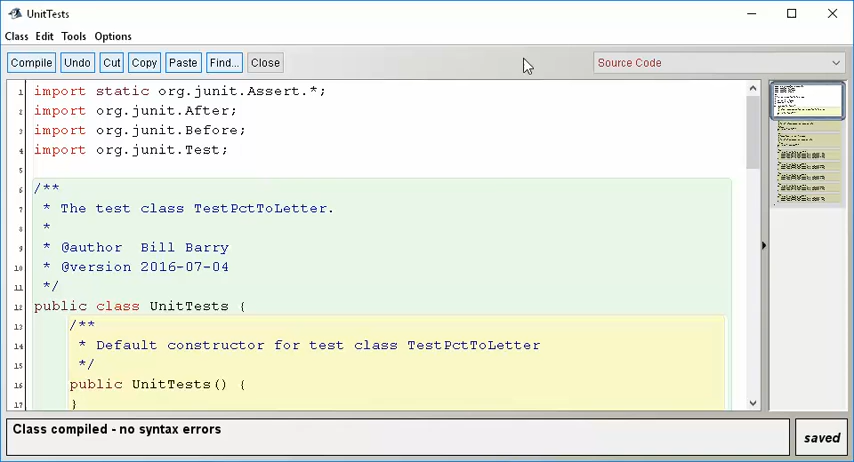 UnitTests
Class Edit Tools Options
Compile Undo Cut Copy Paste Find... Close Source Code
1 import static org.junit.Assert.*;
2 import org.junit.After;
3 import org.junit.Before;
4 import org.junit.Test;
5
6 /**
7 * The test class TestPctToLetter.
8 *
9 * @author  Bill Barry
10 * @version 2016-07-04
11 */
12 public class UnitTests {
13 /**
14 * Default constructor for test class TestPctToLetter
15 */
16 public UnitTests() {
17 }
Class compiled - no syntax errors
saved